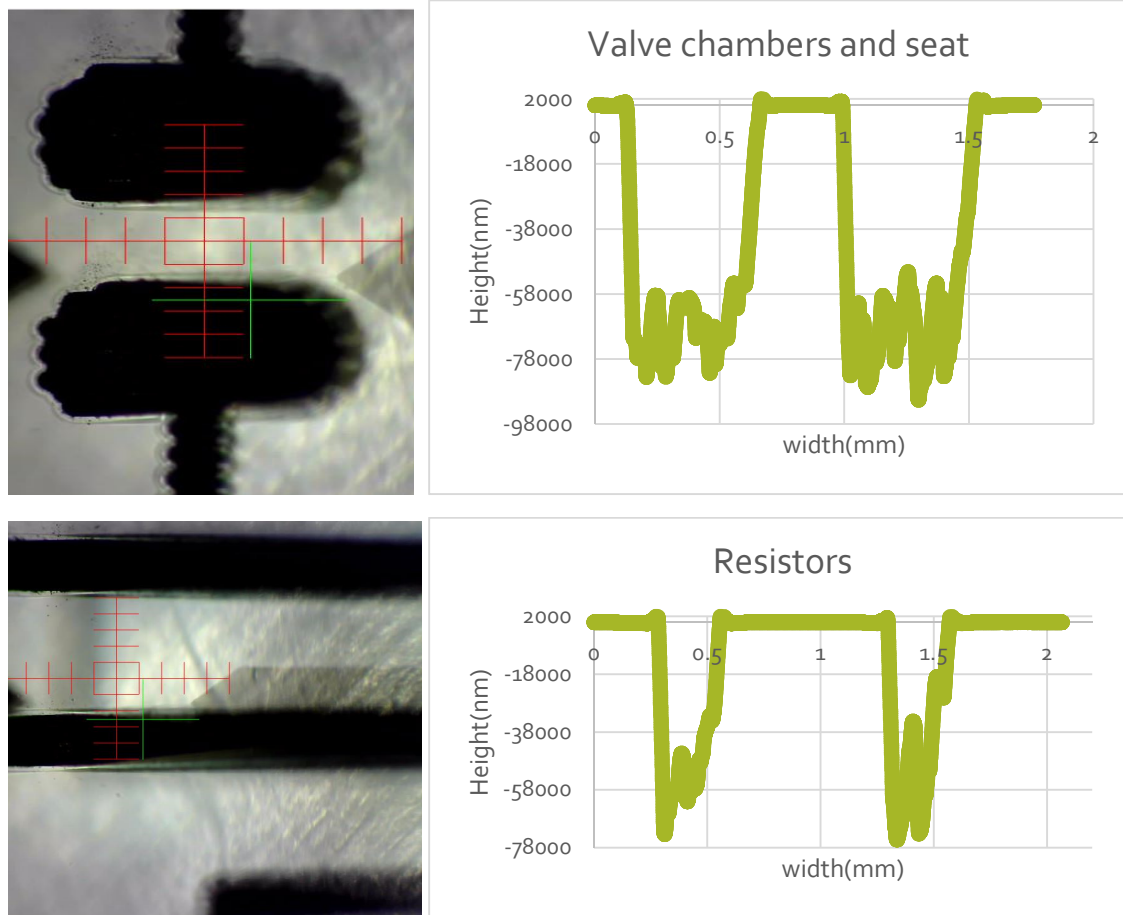 Valve chambers and seat
2000
0 0.5 1 1.5 2
-18000
-38000
-58000
-78000
-98000
Height(nm)
width(mm)
Resistors
2000
0 0.5 1 1.5 2
-18000
-38000
-58000
-78000
Height(nm)
width(mm)